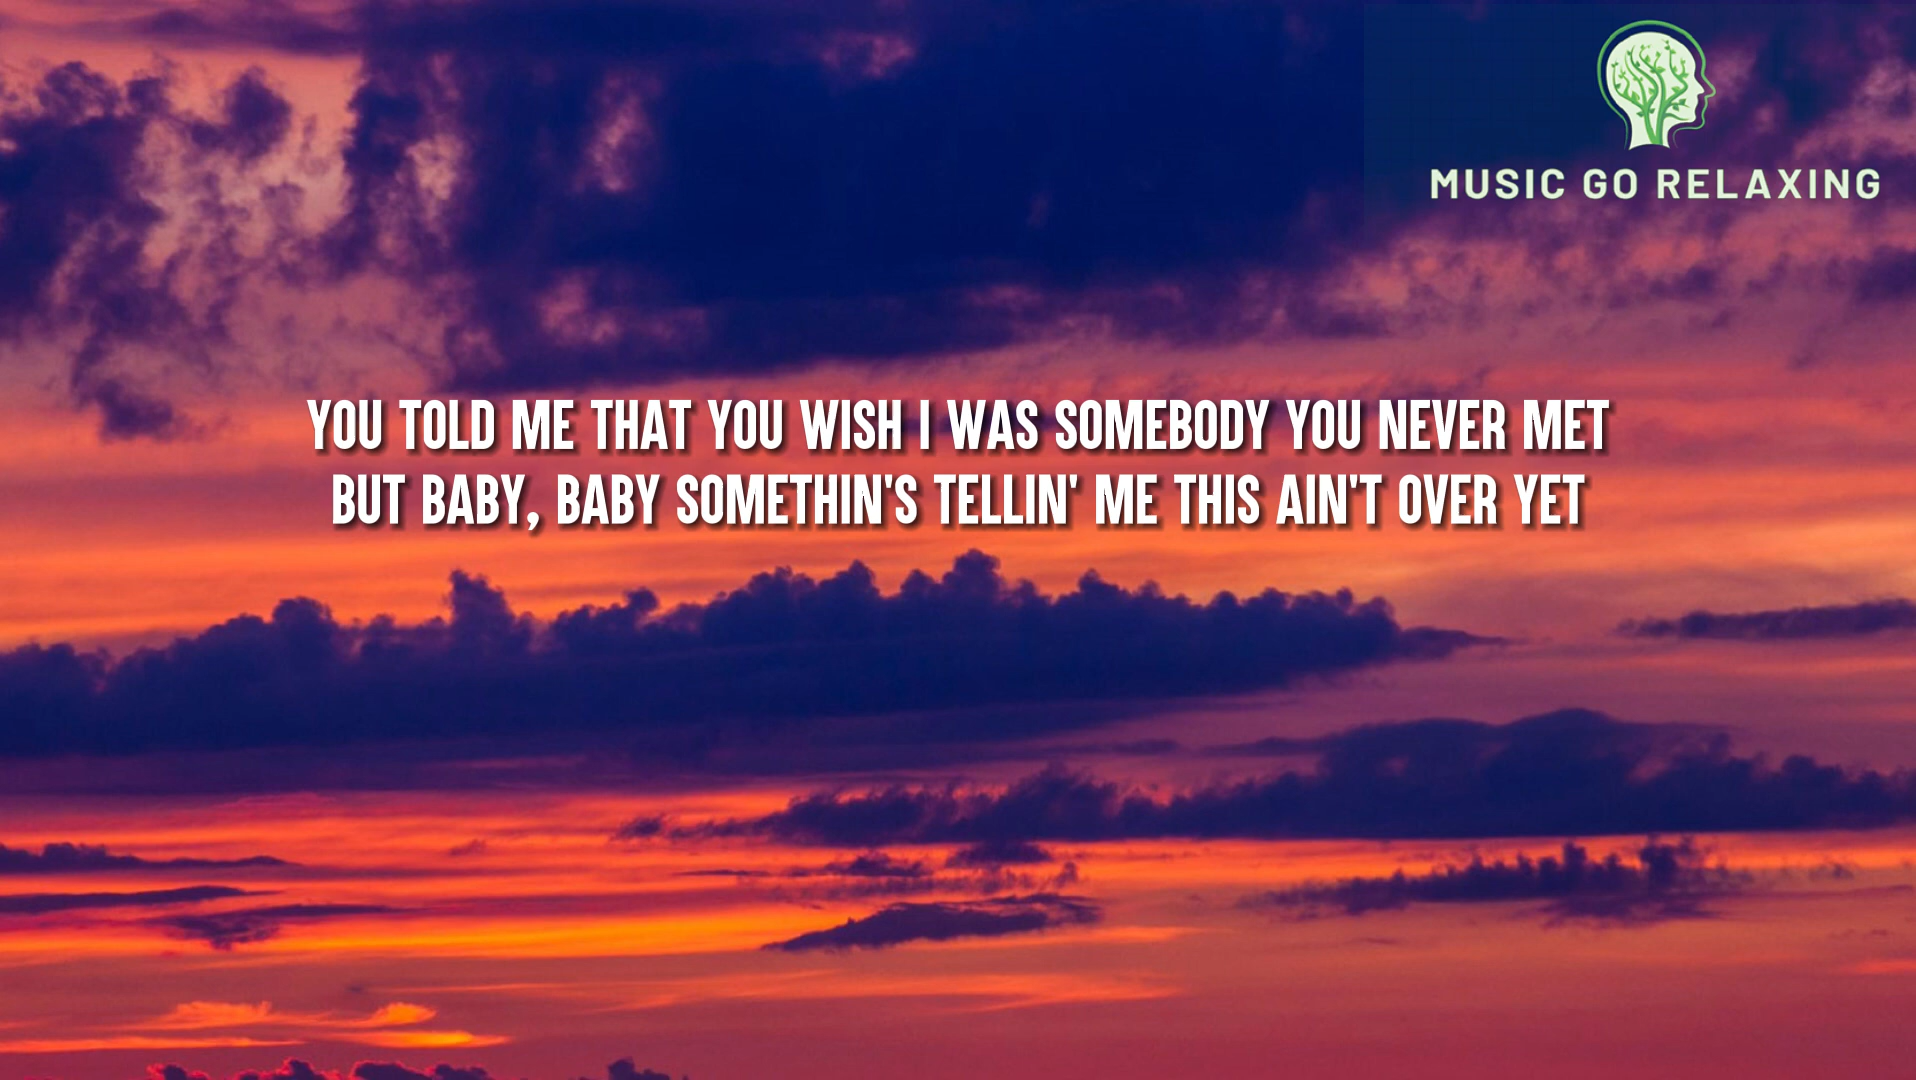 MUSIC GO RELAXING
YOU TOLD ME THAT YOU WISH I WAS SOMEBODY YOU NEVER MET
BUT BABY, BABY SOMETHIN'S TELLIN' ME THIS AIN'T OVER YET